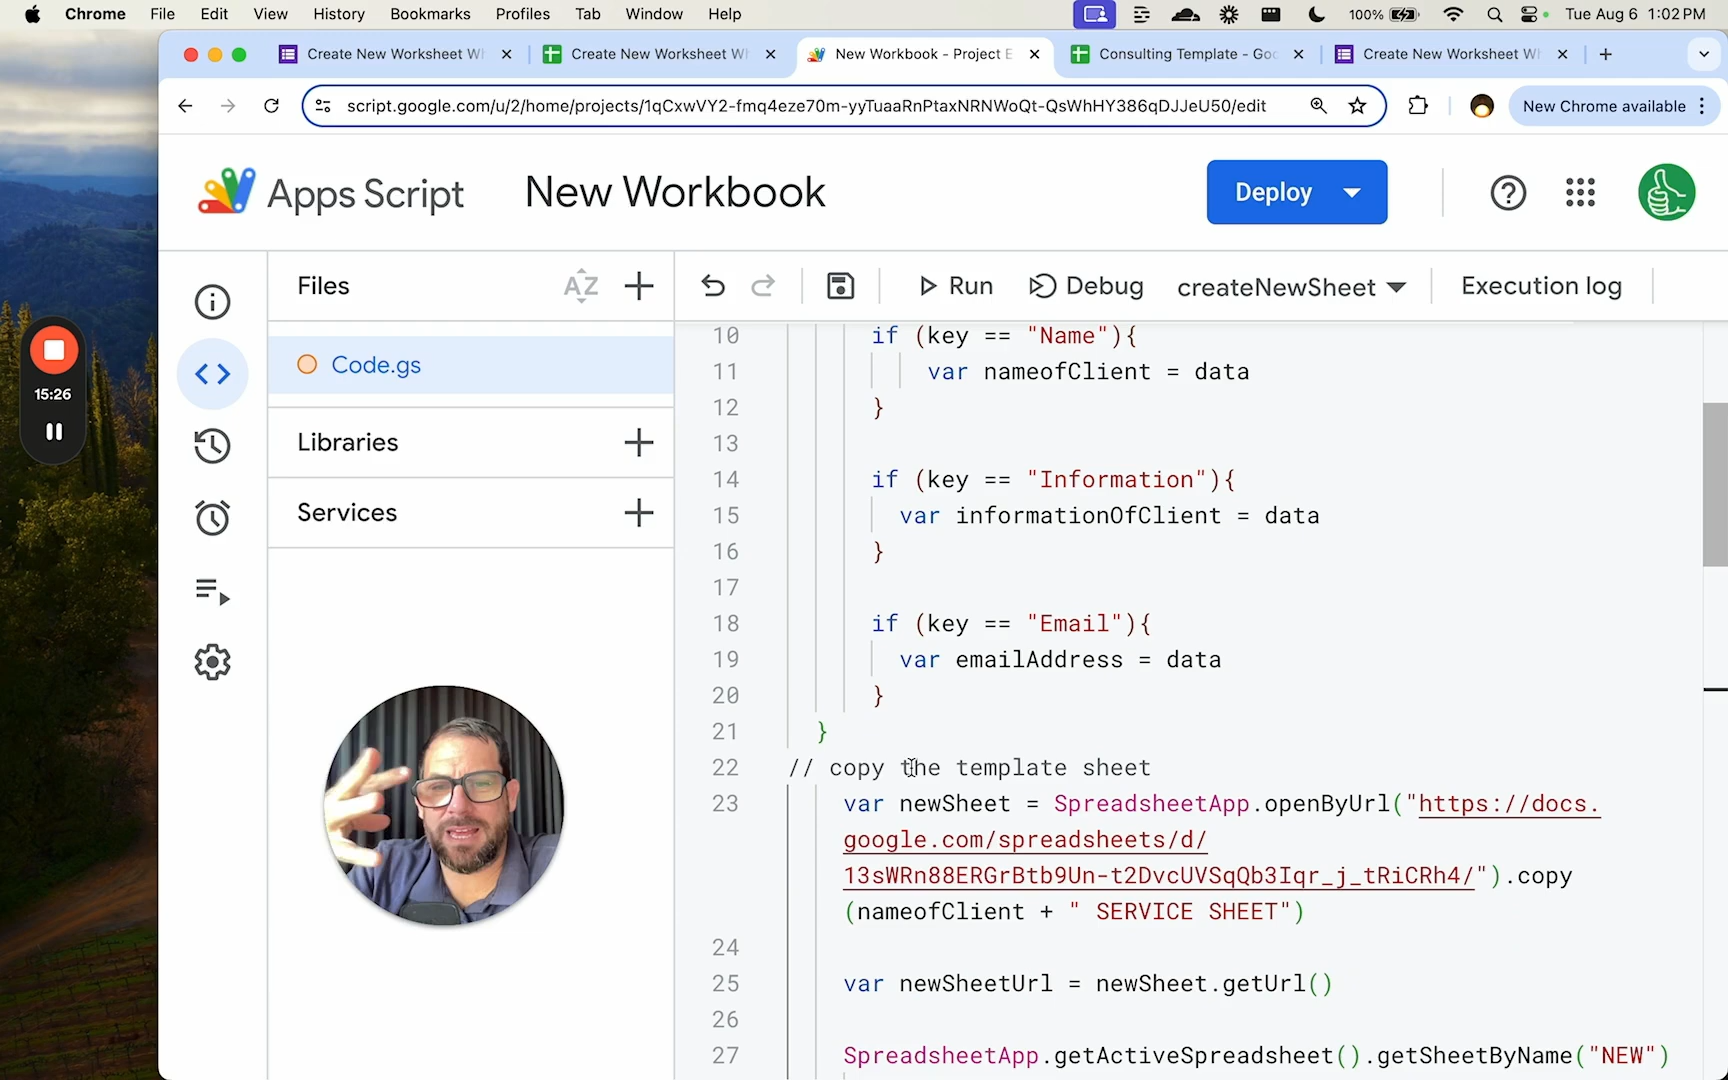 Chrome File Edit View History Bookmarks Profiles Tab Window Help 100% Tue Aug 6 1:02 PM
Create New Worksheet Wh Create New Worksheet Wh New Workbook - Project E Consulting Template - Goo Create New Worksheet Wh
script.google.com/u/2/home/projects/1qCxwVY2-fmq4eze70m-yyTuaaRnPtaxNRNWoQt-QsWhHY386qDJJeU50/edit New Chrome available
Apps Script New Workbook Deploy
Files AZ Run Debug createNewSheet Execution log
Code.gs
Libraries
Services
15:26
10 if (key == "Name"){
11 var nameofClient = data
12 }
13
14 if (key == "Information"){
15 var informationOfClient = data
16 }
17
18 if (key == "Email"){
19 var emailAddress = data
20 }
21 }
22 // copy the template sheet
23 var newSheet = SpreadsheetApp.openByUrl("https://docs.
google.com/spreadsheets/d/
13sWRn88ERGrBtb9Un-t2DvcUVSqQb3Iqr_j_tRiCRh4/").copy
(nameofClient + " SERVICE SHEET")
24
25 var newSheetUrl = newSheet.getUrl()
26
27 SpreadsheetApp.getActiveSpreadsheet().getSheetByName("NEW")